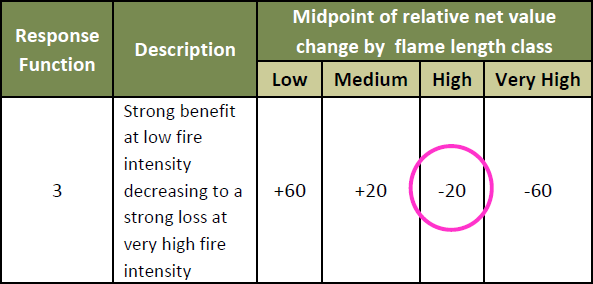 Response Function
Description
Midpoint of relative net value
change by flame length class
Low Medium High Very High
3
Strong benefit
at low fire
intensity
decreasing to a
strong loss at
very high fire
intensity
+60 +20 -20 -60